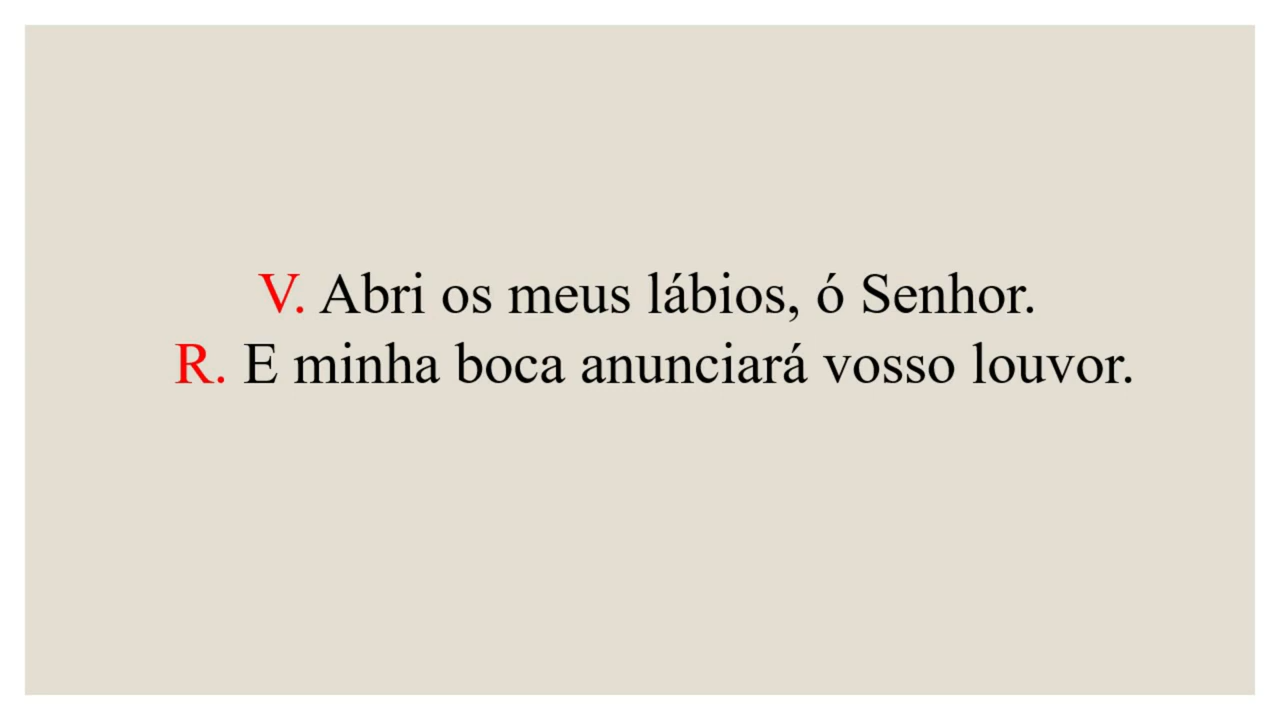 V. Abri os meus lábios, ó Senhor.
R. E minha boca anunciará vosso louvor.